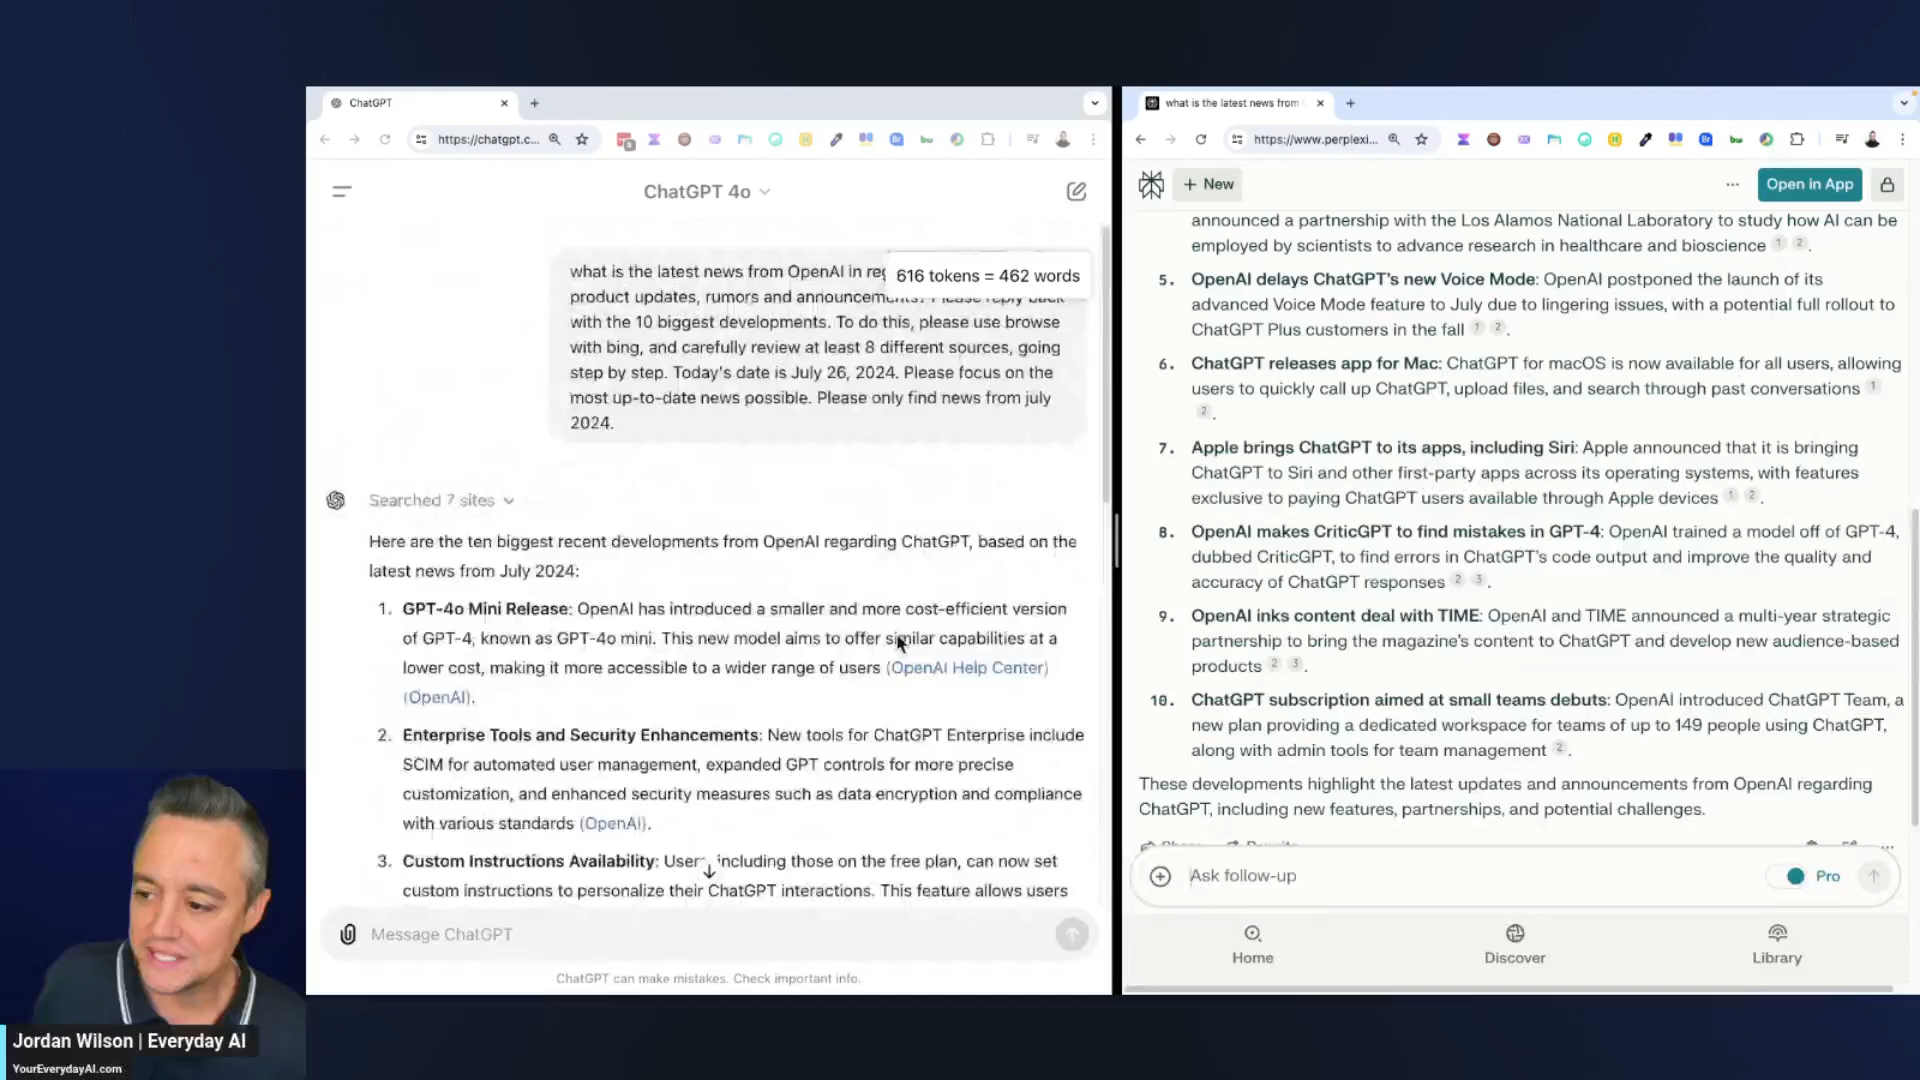 ChatGPT
https://chatgpt.c...
ChatGPT 4o
what is the latest news from OpenAI in
616 tokens = 462 words
product updates, rumors and announcements? Please reply back
with the 10 biggest developments. To do this, please use browse
with bing, and carefully review at least 8 different sources, going
step by step. Today's date is July 26, 2024. Please focus on the
most up-to-date news possible. Please only find news from july
2024.
Searched 7 sites
Here are the ten biggest recent developments from OpenAI regarding ChatGPT, based on the
latest news from July 2024:
1. GPT-4o Mini Release: OpenAI has introduced a smaller and more cost-efficient version
of GPT-4, known as GPT-4o mini. This new model aims to offer similar capabilities at a
lower cost, making it more accessible to a wider range of users (OpenAI Help Center)
(OpenAI).
2. Enterprise Tools and Security Enhancements: New tools for ChatGPT Enterprise include
SCIM for automated user management, expanded GPT controls for more precise
customization, and enhanced security measures such as data encryption and compliance
with various standards (OpenAI).
3. Custom Instructions Availability: Users, including those on the free plan, can now set
custom instructions to personalize their ChatGPT interactions. This feature allows users
Message ChatGPT
ChatGPT can make mistakes. Check important info.
what is the latest news from
https://www.perplexi...
+ New
...
Open in App
announced a partnership with the Los Alamos National Laboratory to study how AI can be
employed by scientists to advance research in healthcare and bioscience 1 2.
5. OpenAI delays ChatGPT's new Voice Mode: OpenAI postponed the launch of its
advanced Voice Mode feature to July due to lingering issues, with a potential full rollout to
ChatGPT Plus customers in the fall 1 2.
6. ChatGPT releases app for Mac: ChatGPT for macOS is now available for all users, allowing
users to quickly call up ChatGPT, upload files, and search through past conversations 1
2.
7. Apple brings ChatGPT to its apps, including Siri: Apple announced that it is bringing
ChatGPT to Siri and other first-party apps across its operating systems, with features
exclusive to paying ChatGPT users available through Apple devices 1 2.
8. OpenAI makes CriticGPT to find mistakes in GPT-4: OpenAI trained a model off of GPT-4,
dubbed CriticGPT, to find errors in ChatGPT's code output and improve the quality and
accuracy of ChatGPT responses 2 3.
9. OpenAI inks content deal with TIME: OpenAI and TIME announced a multi-year strategic
partnership to bring the magazine's content to ChatGPT and develop new audience-based
products 2 3.
10. ChatGPT subscription aimed at small teams debuts: OpenAI introduced ChatGPT Team, a
new plan providing a dedicated workspace for teams of up to 149 people using ChatGPT,
along with admin tools for team management 2.
These developments highlight the latest updates and announcements from OpenAI regarding
ChatGPT, including new features, partnerships, and potential challenges.
Ask follow-up
Pro
Home
Discover
Library
Jordan Wilson | Everyday AI
YourEverydayAI.com